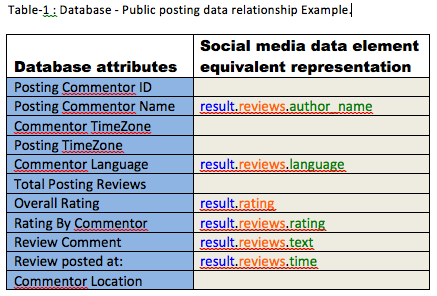 Table-1 : Database - Public posting data relationship Example.
Social media data element
Database attributes equivalent representation
Posting Commentor ID
Posting Commentor Name result.reviews.author_name
Commentor TimeZone
Posting TimeZone
Commentor Language result.reviews.language
Total Posting Reviews
Overall Rating result.rating
Rating By Commentor result.reviews.rating
Review Comment result.reviews.text
Review posted at: result.reviews.time
Commentor Location